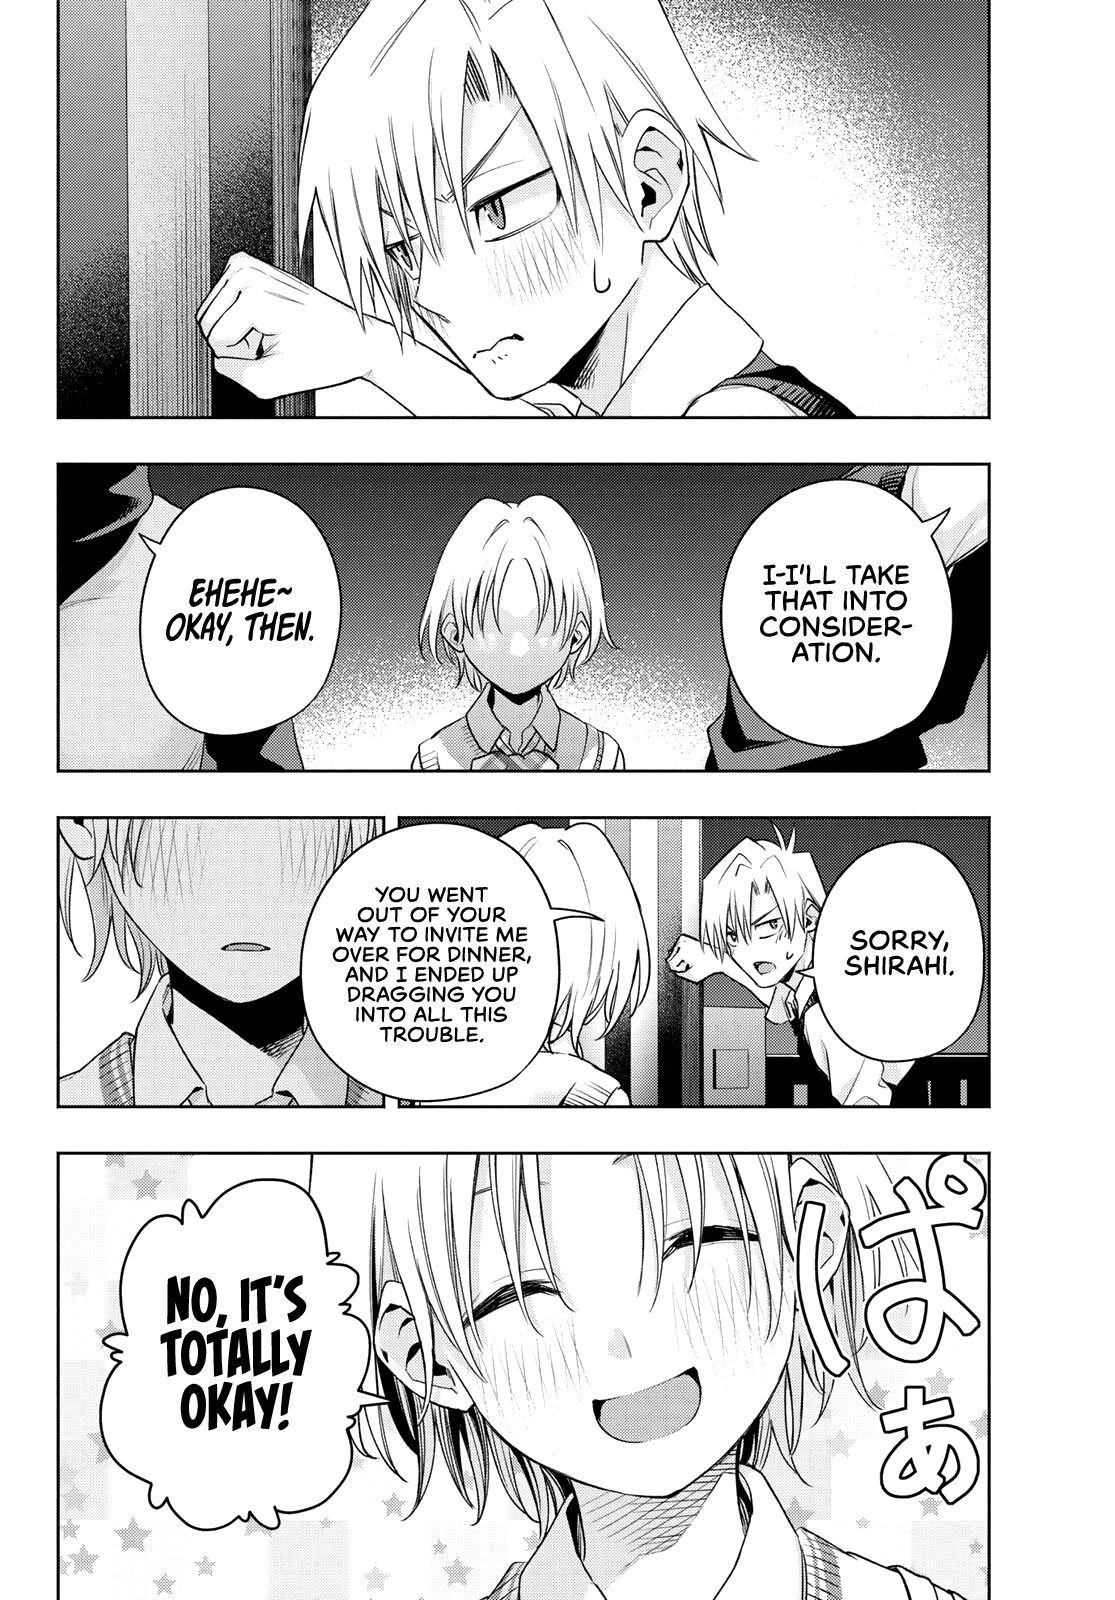 I-I'LL TAKE
THAT INTO
CONSIDER-
ATION.
EHEHE~
OKAY, THEN.
SORRY,
SHIRAHI.
YOU WENT
OUT OF YOUR
WAY TO INVITE ME
OVER FOR DINNER,
AND I ENDED UP
DRAGGING YOU
INTO ALL THIS
TROUBLE.
ぱぁ
NO, IT'S
TOTALLY
OKAY!